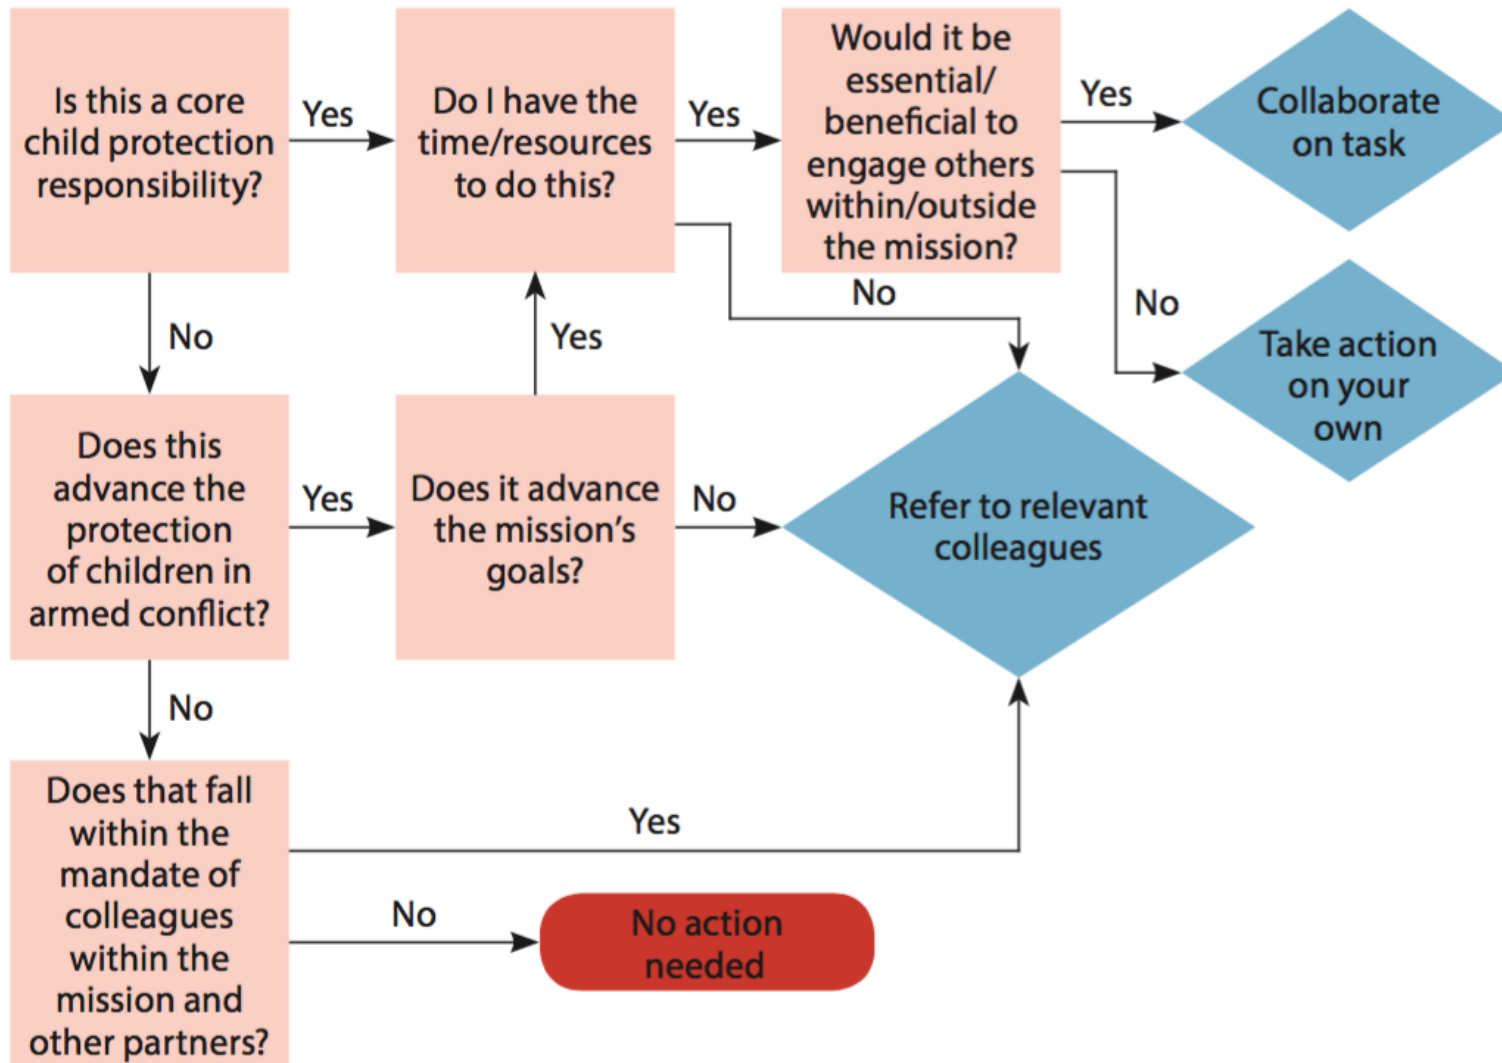 Is this a core
child protection
responsibility?
Yes
Do I have the
time/resources
to do this?
Yes
Would it be
essential/
beneficial to
engage others
within/outside
the mission?
Yes
Collaborate
on task
No
Take action
on your
own
No
No
Yes
Does this
advance the
protection
of children in
armed conflict?
Yes
Does it advance
the mission’s
goals?
No
Refer to relevant
colleagues
No
Does that fall
within the
mandate of
colleagues
within the
mission and
other partners?
Yes
No
No action
needed